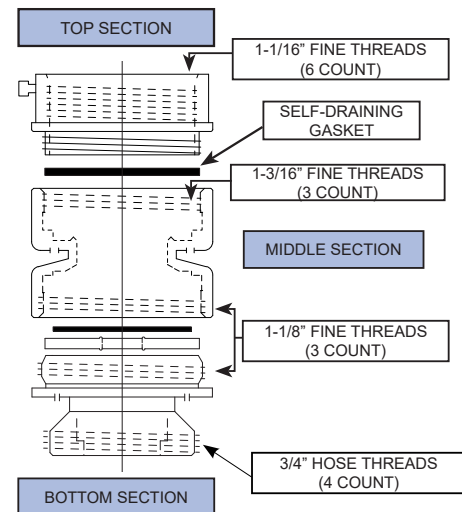 TOP SECTION
1-1/16” FINE THREADS
(6 COUNT)
SELF-DRAINING
GASKET
1-3/16” FINE THREADS
(3 COUNT)
MIDDLE SECTION
1-1/8” FINE THREADS
(3 COUNT)
3/4” HOSE THREADS
(4 COUNT)
BOTTOM SECTION